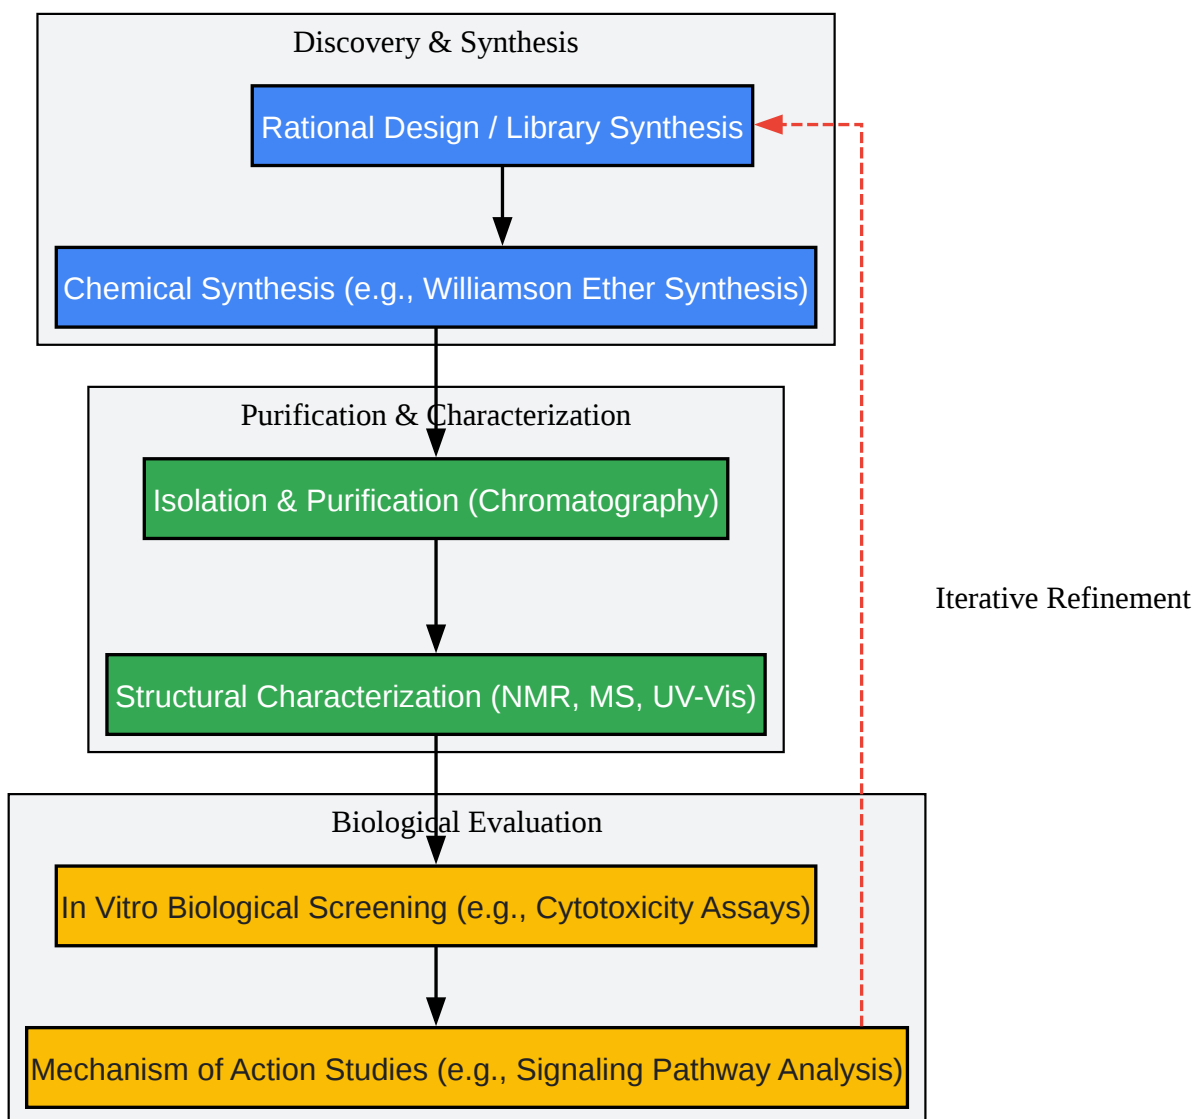 Discovery & Synthesis
Rational Design / Library Synthesis
Chemical Synthesis (e.g., Williamson Ether Synthesis)
Purification & Characterization
Isolation & Purification (Chromatography)
Iterative Refinement
Structural Characterization (NMR, MS, UV-Vis)
Biological Evaluation
In Vitro Biological Screening (e.g., Cytotoxicity Assays)
Mechanism of Action Studies (e.g., Signaling Pathway Analysis)